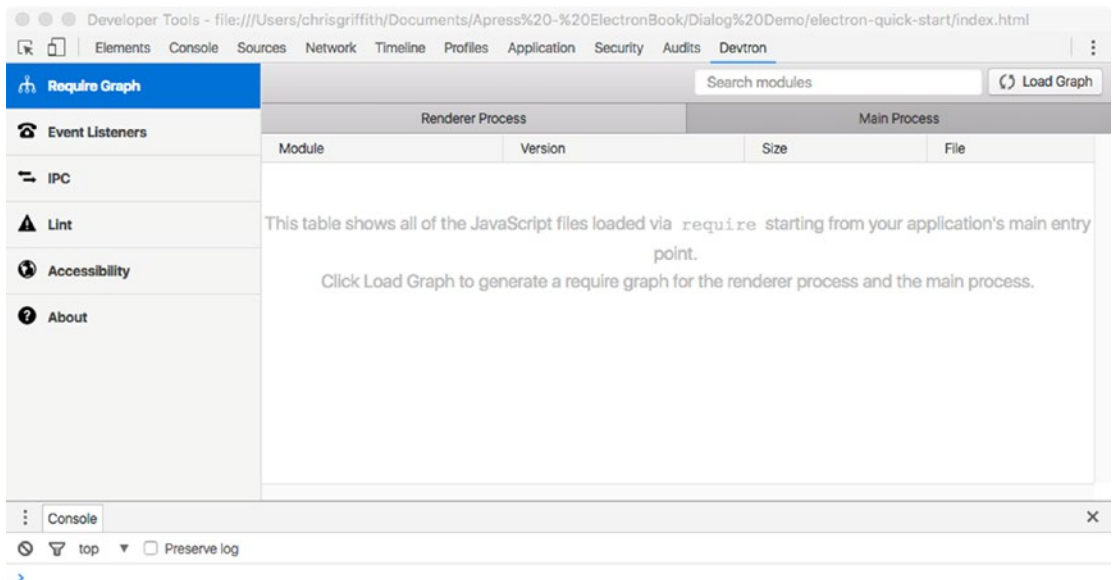 Developer Tools - file:///Users/chrisgriffith/Documents/Apress%20-%20ElectronBook/Dialog%20Demo/electron-quick-start/index.html
Elements Console Sources Network Timeline Profiles Application Security Audits Devtron
Require Graph
Search modules
Load Graph
Event Listeners
IPC
Lint
Accessibility
About
Renderer Process Main Process
Module Version Size File
This table shows all of the JavaScript files loaded via require starting from your application's main entry
point.
Click Load Graph to generate a require graph for the renderer process and the main process.
Console
top Preserve log